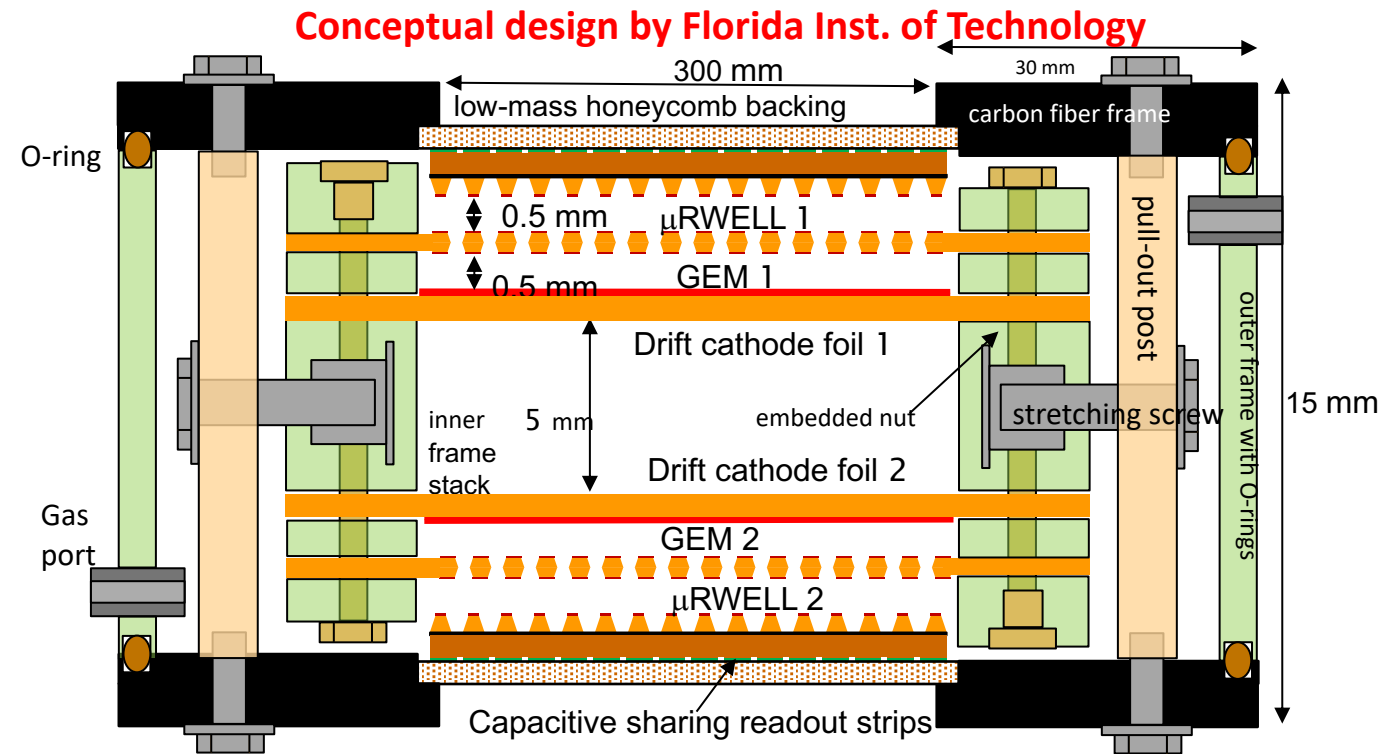 Conceptual design by Florida Inst. of Technology
300 mm
30 mm
low-mass honeycomb backing
carbon fiber frame
O-ring
0.5 mm
μRWELL 1
pull-out post
0.5 mm
GEM 1
outer frame with O-rings
Drift cathode foil 1
15 mm
inner
frame
stack
5 mm
embedded nut
stretching screw
Drift cathode foil 2
Gas
port
GEM 2
μRWELL 2
Capacitive sharing readout strips